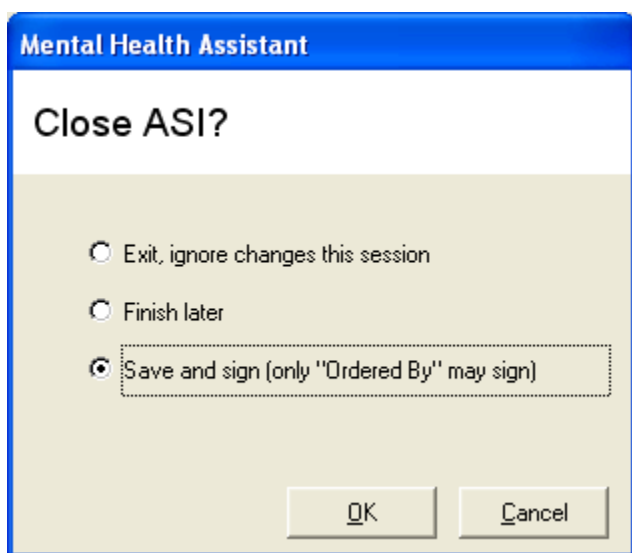 Mental Health Assistant
Close ASI?
Exit, ignore changes this session
Finish later
Save and sign (only "Ordered By" may sign)
OK
Cancel